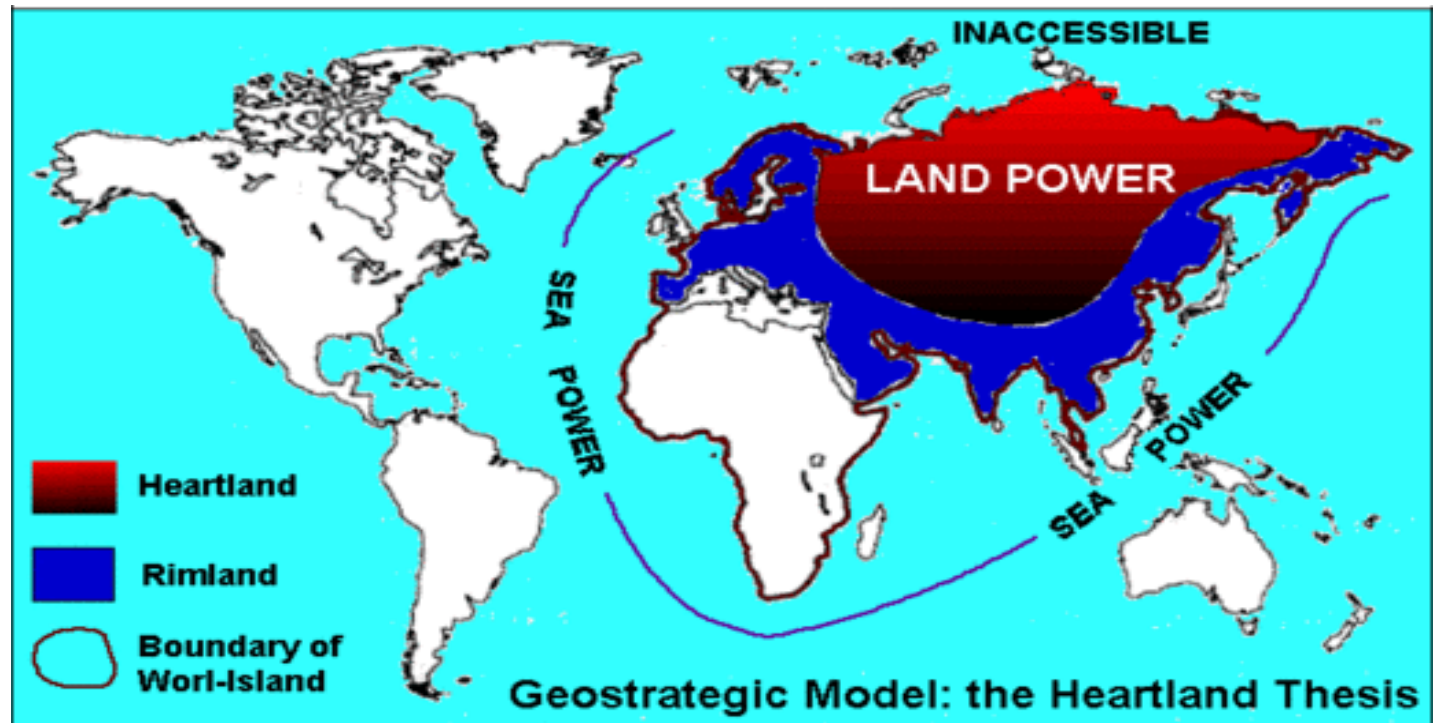 INACCESSIBLE
LAND POWER
SEA POWER
SEA POWER
Heartland
Rimland
Boundary of
Worl-Island
Geostrategic Model: the Heartland Thesis